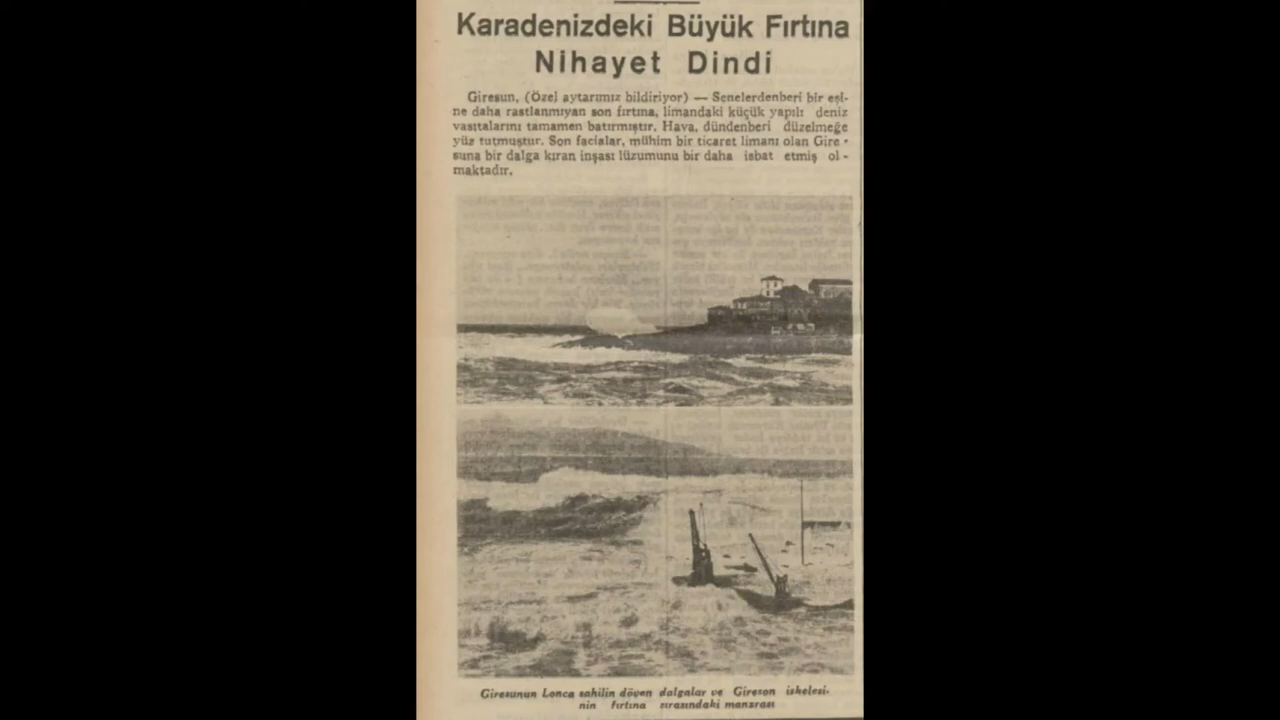 Karadenizdeki Büyük Fırtına
Nihayet Dindi
Giresun, (Özel aytarımız bildiriyor) — Senelerdenberi bir eşi-
ne daha rastlanmıyan son fırtına, limandaki küçük yapılı deniz
vasıtalarını tamamen batırmıştır. Hava, dündenberi düzelmeğe
yüz tutmuştur. Son facialar, mühim bir ticaret limanı olan Gire-
suna bir dalga kıran inşası lüzumunu bir daha isbat etmiş ol-
maktadır.
Giresunun Lonca sahilin döven dalgalar ve Gireson iskelesi-
nin fırtına sırasındaki manzrası